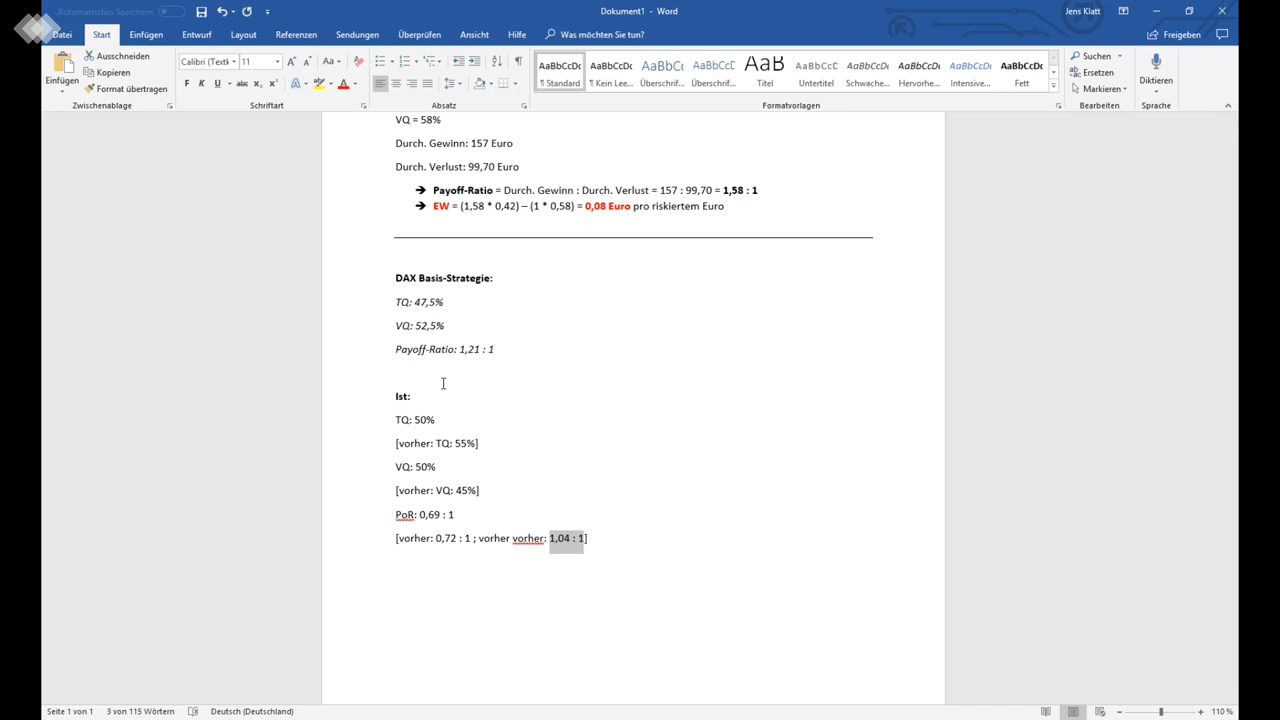 Automatisches Speichern
Dokument1 - Word
Jens Klatt
Datei Start Einfügen Entwurf Layout Referenzen Sendungen Überprüfen Ansicht Hilfe Was möchten Sie tun? Freigeben
Einfügen
Ausschneiden
Kopieren
Format übertragen
Zwischenablage
Calibri (Textk 11
F K U abc x₂ x²
Schriftart
Absatz
AaBbCcDc AaBbCcDc AaBbC AaBbCcC AaB AaBbCcD AaBbCcDc AaBbCcDc AaBbCcDc AaBbCcDc
¶ Standard ¶ Kein Lee... Überschrif... Überschrif... Titel Untertitel Schwache... Hervorhe... Intensive... Fett
Formatvorlagen
Suchen
Ersetzen
Markieren
Bearbeiten
Diktieren
Sprache
VQ = 58%
Durch. Gewinn: 157 Euro
Durch. Verlust: 99,70 Euro
➔ Payoff-Ratio = Durch. Gewinn : Durch. Verlust = 157 : 99,70 = 1,58 : 1
➔ EW = (1,58 * 0,42) – (1 * 0,58) = 0,08 Euro pro riskiertem Euro
DAX Basis-Strategie:
TQ: 47,5%
VQ: 52,5%
Payoff-Ratio: 1,21 : 1
Ist:
TQ: 50%
[vorher: TQ: 55%]
VQ: 50%
[vorher: VQ: 45%]
PoR: 0,69 : 1
[vorher: 0,72 : 1 ; vorher vorher: 1,04 : 1]
Seite 1 von 1 3 von 115 Wörtern Deutsch (Deutschland) 110 %